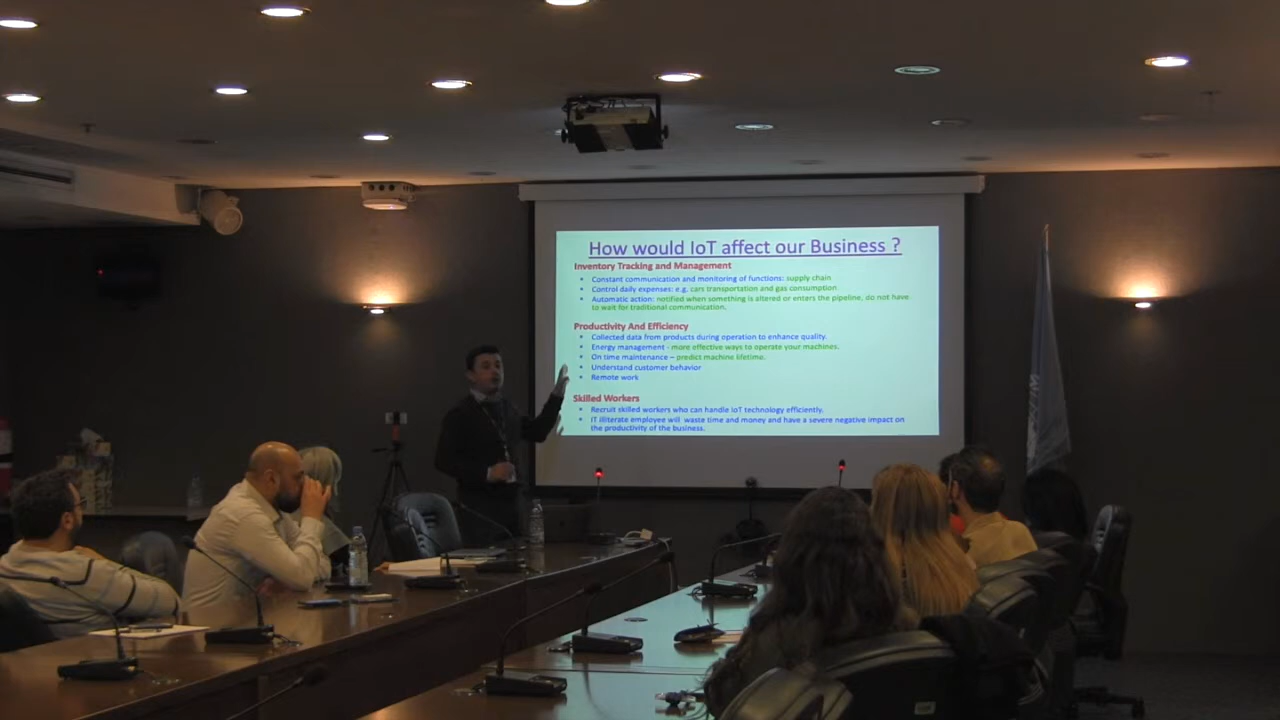 How would IoT affect our Business ?
Inventory Tracking and Management
• Constant communication and monitoring of functions: supply chain
• Control daily expenses: e.g. cars transportation and gas consumption
• Automatic action: notified when something is altered or enters the pipeline, do not have
to wait for traditional communication.
Productivity And Efficiency
• Collected data from products during operation to enhance quality.
• Energy management - more effective ways to operate your machines.
• On time maintenance – predict machine lifetime.
• Understand customer behavior
• Remote work
Skilled Workers
• Recruit skilled workers who can handle IoT technology efficiently.
• IT illiterate employee will waste time and money and have a severe negative impact on
the productivity of the business.